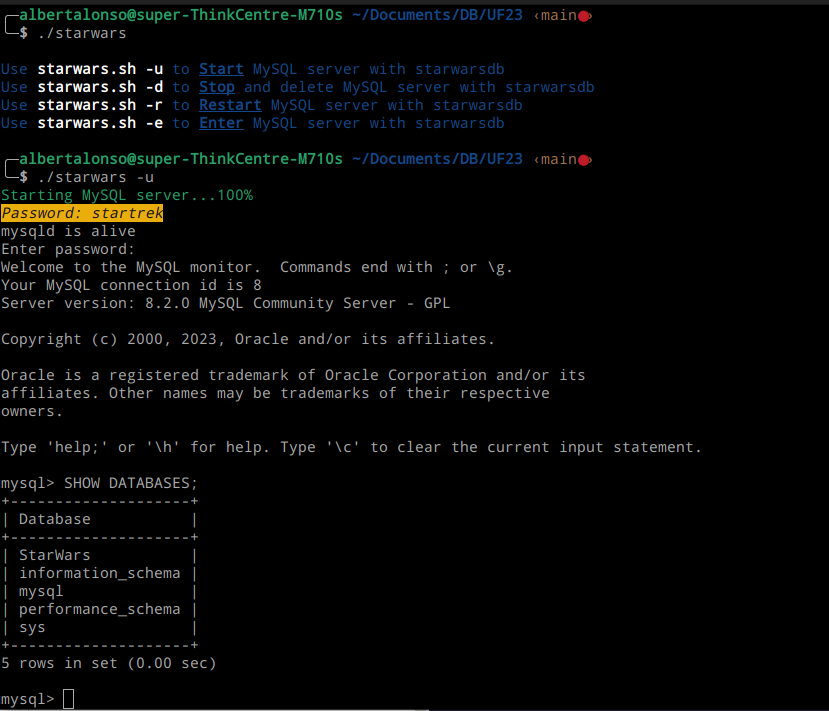 albertalonso@super-ThinkCentre-M710s ~/Documents/DB/UF23 ‹main●›
$ ./starwars
Use starwars.sh -u to Start MySQL server with starwarsdb
Use starwars.sh -d to Stop and delete MySQL server with starwarsdb
Use starwars.sh -r to Restart MySQL server with starwarsdb
Use starwars.sh -e to Enter MySQL server with starwarsdb
albertalonso@super-ThinkCentre-M710s ~/Documents/DB/UF23 ‹main●›
$ ./starwars -u
Starting MySQL server...100%
Password: startrek
mysqld is alive
Enter password:
Welcome to the MySQL monitor.  Commands end with ; or \g.
Your MySQL connection id is 8
Server version: 8.2.0 MySQL Community Server - GPL
Copyright (c) 2000, 2023, Oracle and/or its affiliates.
Oracle is a registered trademark of Oracle Corporation and/or its
affiliates. Other names may be trademarks of their respective
owners.
Type 'help;' or '\h' for help. Type '\c' to clear the current input statement.
mysql> SHOW DATABASES;
+--------------------+
| Database           |
+--------------------+
| StarWars           |
| information_schema |
| mysql              |
| performance_schema |
| sys                |
+--------------------+
5 rows in set (0.00 sec)
mysql>